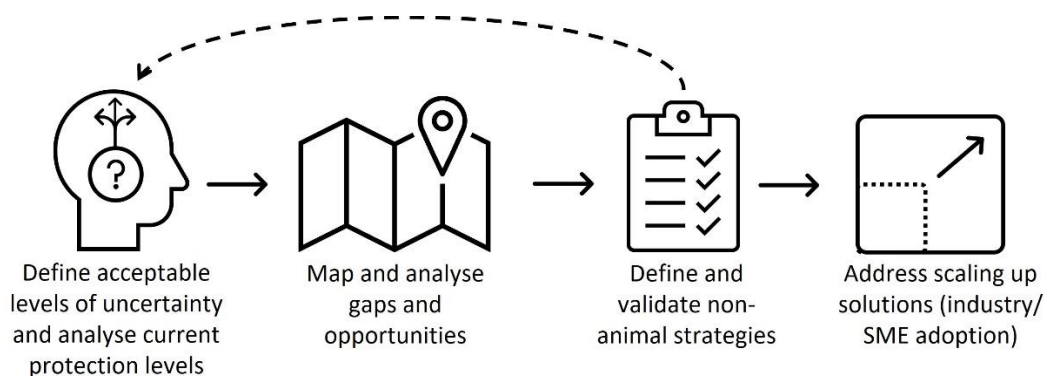 ?
Define acceptable
levels of uncertainty
and analyse current
protection levels
Map and analyse
gaps and
opportunities
Define and
validate non-
animal strategies
Address scaling up
solutions (industry/
SME adoption)